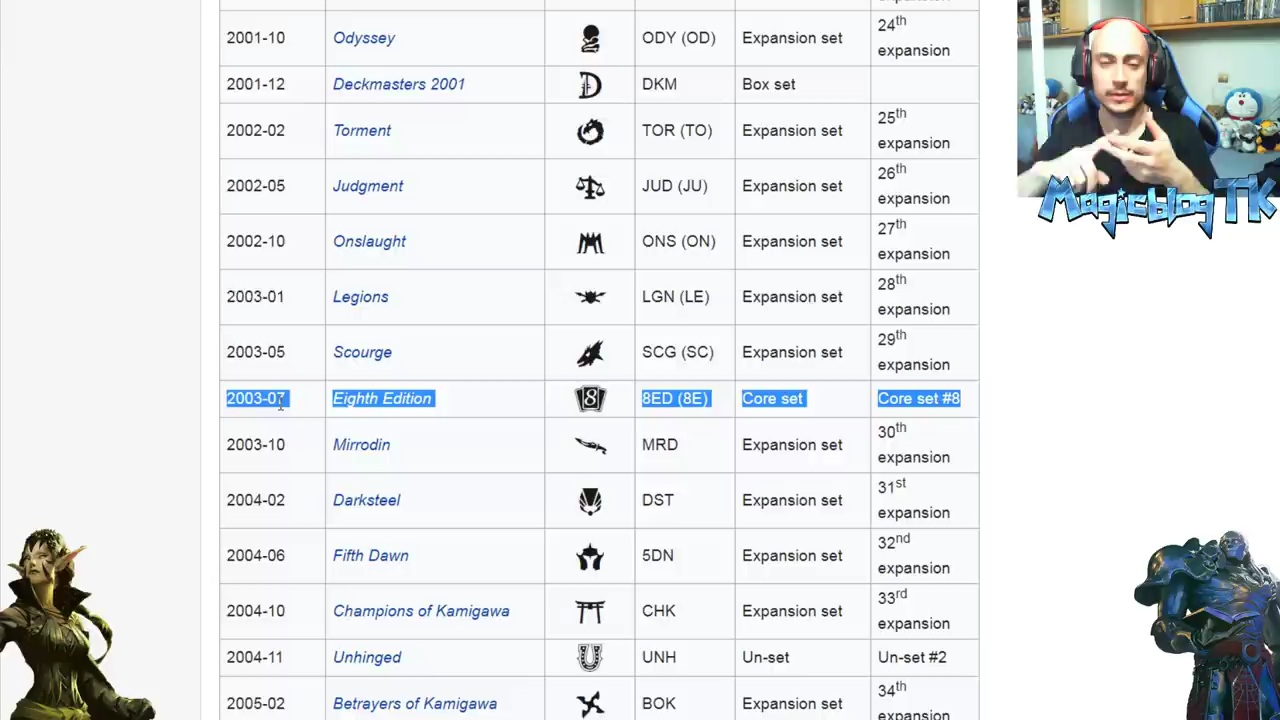 expansion
2001-10 Odyssey ODY (OD) Expansion set 24th expansion
2001-12 Deckmasters 2001 D DKM Box set
2002-02 Torment TOR (TO) Expansion set 25th expansion
2002-05 Judgment JUD (JU) Expansion set 26th expansion
2002-10 Onslaught ONS (ON) Expansion set 27th expansion
2003-01 Legions LGN (LE) Expansion set 28th expansion
2003-05 Scourge SCG (SC) Expansion set 29th expansion
2003-07 Eighth Edition 8 8ED (8E) Core set Core set #8
2003-10 Mirrodin MRD Expansion set 30th expansion
2004-02 Darksteel DST Expansion set 31st expansion
2004-06 Fifth Dawn 5DN Expansion set 32nd expansion
2004-10 Champions of Kamigawa CHK Expansion set 33rd expansion
2004-11 Unhinged UNH Un-set Un-set #2
2005-02 Betrayers of Kamigawa BOK Expansion set 34th expansion
MagicblogTK